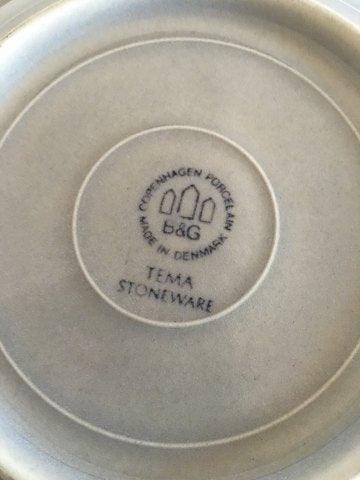 COPENHAGEN PORCELAIN
B&G
MADE IN DENMARK
TEMA
STONEWARE